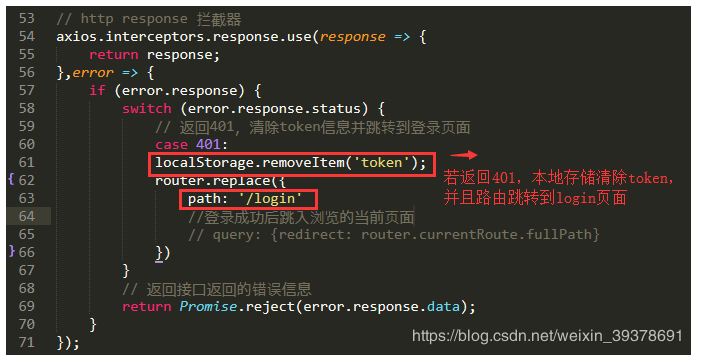 53 // http response 拦截器
54 axios.interceptors.response.use(response => {
55 return response;
56 },error => {
57 if (error.response) {
58 switch (error.response.status) {
59 // 返回401, 清除token信息并跳转到登录页面
60 case 401:
61 localStorage.removeItem('token');
若返回401，本地存储清除token，
并且路由跳转到login页面
{ 62 router.replace({
63 path: '/login'
64 //登录成功后跳入浏览的当前页面
65 // query: {redirect: router.currentRoute.fullPath}
} 66 })
67 }
68 // 返回接口返回的错误信息
69 return Promise.reject(error.response.data);
70 }
71 });
https://blog.csdn.net/weixin_39378691